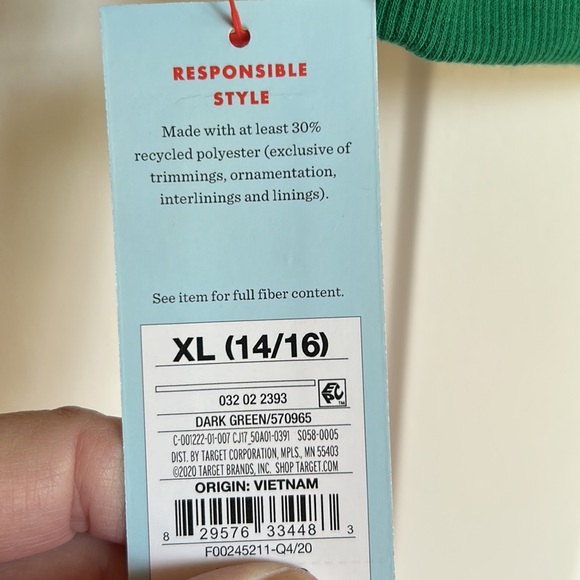 RESPONSIBLE
STYLE
Made with at least 30%
recycled polyester (exclusive of
trimmings, ornamentation,
interlinings and linings).
See item for full fiber content.
XL (14/16)
032 02 2393
DARK GREEN/570965
C-001222-01-007 CJ17_50A01-0391 S058-0005
DIST. BY TARGET CORPORATION, MPLS., MN 55403
©2020 TARGET BRANDS, INC. SHOP TARGET.COM
ORIGIN: VIETNAM
8 29576 33448 3
F00245211-Q4/20